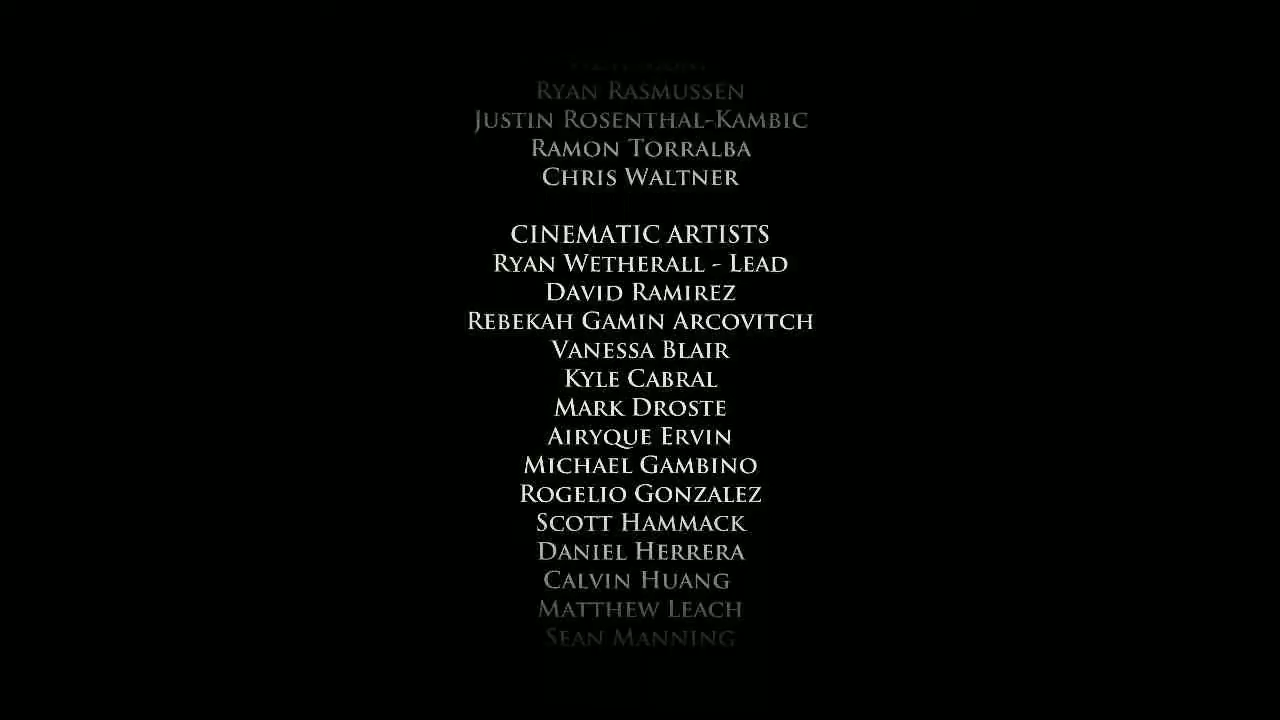 Ryan Rasmussen
Justin Rosenthal-Kambic
Ramon Torralba
Chris Waltner
CINEMATIC ARTISTS
Ryan Wetherall - Lead
David Ramirez
Rebekah Gamin Arcovitch
Vanessa Blair
Kyle Cabral
Mark Droste
Airyque Ervin
Michael Gambino
Rogelio Gonzalez
Scott Hammack
Daniel Herrera
Calvin Huang
Matthew Leach
Sean Manning